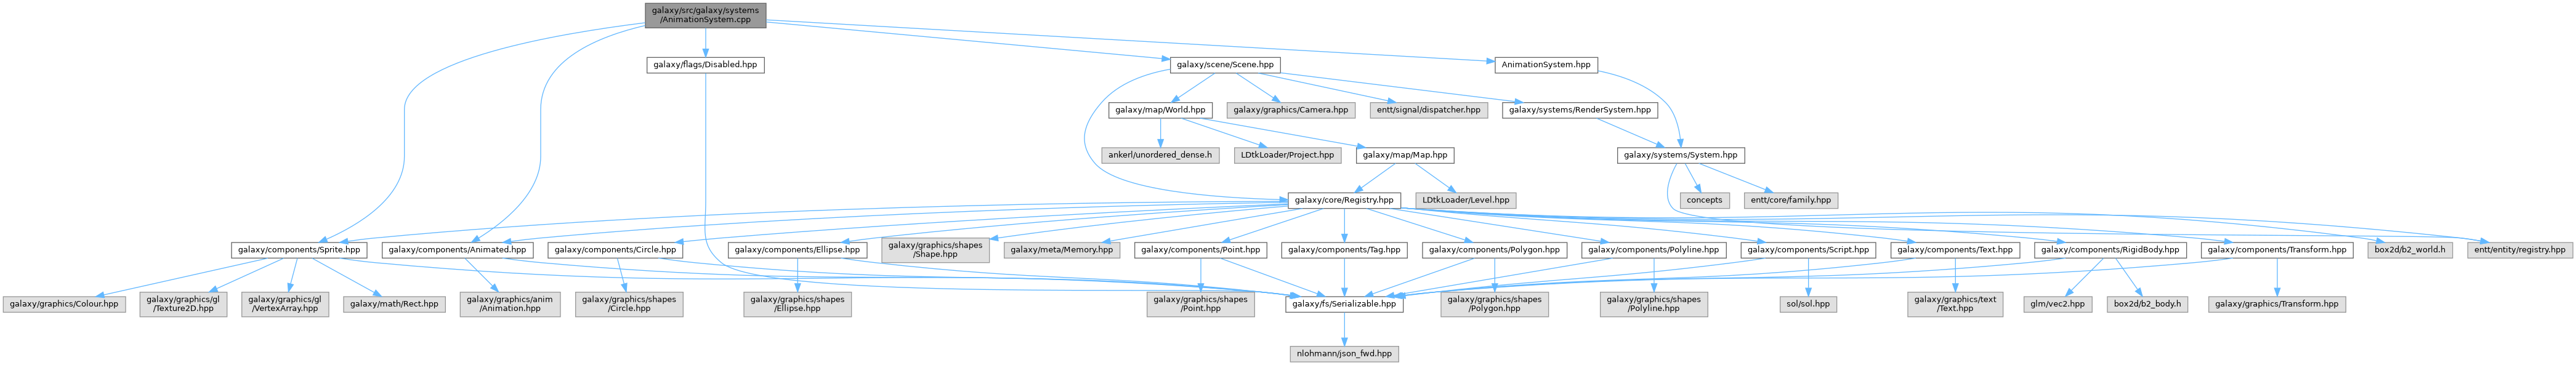 galaxy/src/galaxy/systems
/AnimationSystem.cpp
galaxy/flags/Disabled.hpp
galaxy/scene/Scene.hpp
AnimationSystem.hpp
galaxy/map/World.hpp
galaxy/graphics/Camera.hpp
entt/signal/dispatcher.hpp
galaxy/systems/RenderSystem.hpp
ankerl/unordered_dense.h
LDtkLoader/Project.hpp
galaxy/map/Map.hpp
galaxy/systems/System.hpp
galaxy/core/Registry.hpp
LDtkLoader/Level.hpp
concepts
entt/core/family.hpp
galaxy/components/Sprite.hpp
galaxy/components/Animated.hpp
galaxy/components/Circle.hpp
galaxy/components/Ellipse.hpp
galaxy/graphics/shapes
/Shape.hpp
galaxy/meta/Memory.hpp
galaxy/components/Point.hpp
galaxy/components/Tag.hpp
galaxy/components/Polygon.hpp
galaxy/components/Polyline.hpp
galaxy/components/Script.hpp
galaxy/components/Text.hpp
galaxy/components/RigidBody.hpp
galaxy/components/Transform.hpp
box2d/b2_world.h
entt/entity/registry.hpp
galaxy/graphics/Colour.hpp
galaxy/graphics/gl
/Texture2D.hpp
galaxy/graphics/gl
/VertexArray.hpp
galaxy/math/Rect.hpp
galaxy/graphics/anim
/Animation.hpp
galaxy/graphics/shapes
/Circle.hpp
galaxy/graphics/shapes
/Ellipse.hpp
galaxy/graphics/shapes
/Point.hpp
galaxy/fs/Serializable.hpp
galaxy/graphics/shapes
/Polygon.hpp
galaxy/graphics/shapes
/Polyline.hpp
sol/sol.hpp
galaxy/graphics/text
/Text.hpp
glm/vec2.hpp
box2d/b2_body.h
galaxy/graphics/Transform.hpp
nlohmann/json_fwd.hpp